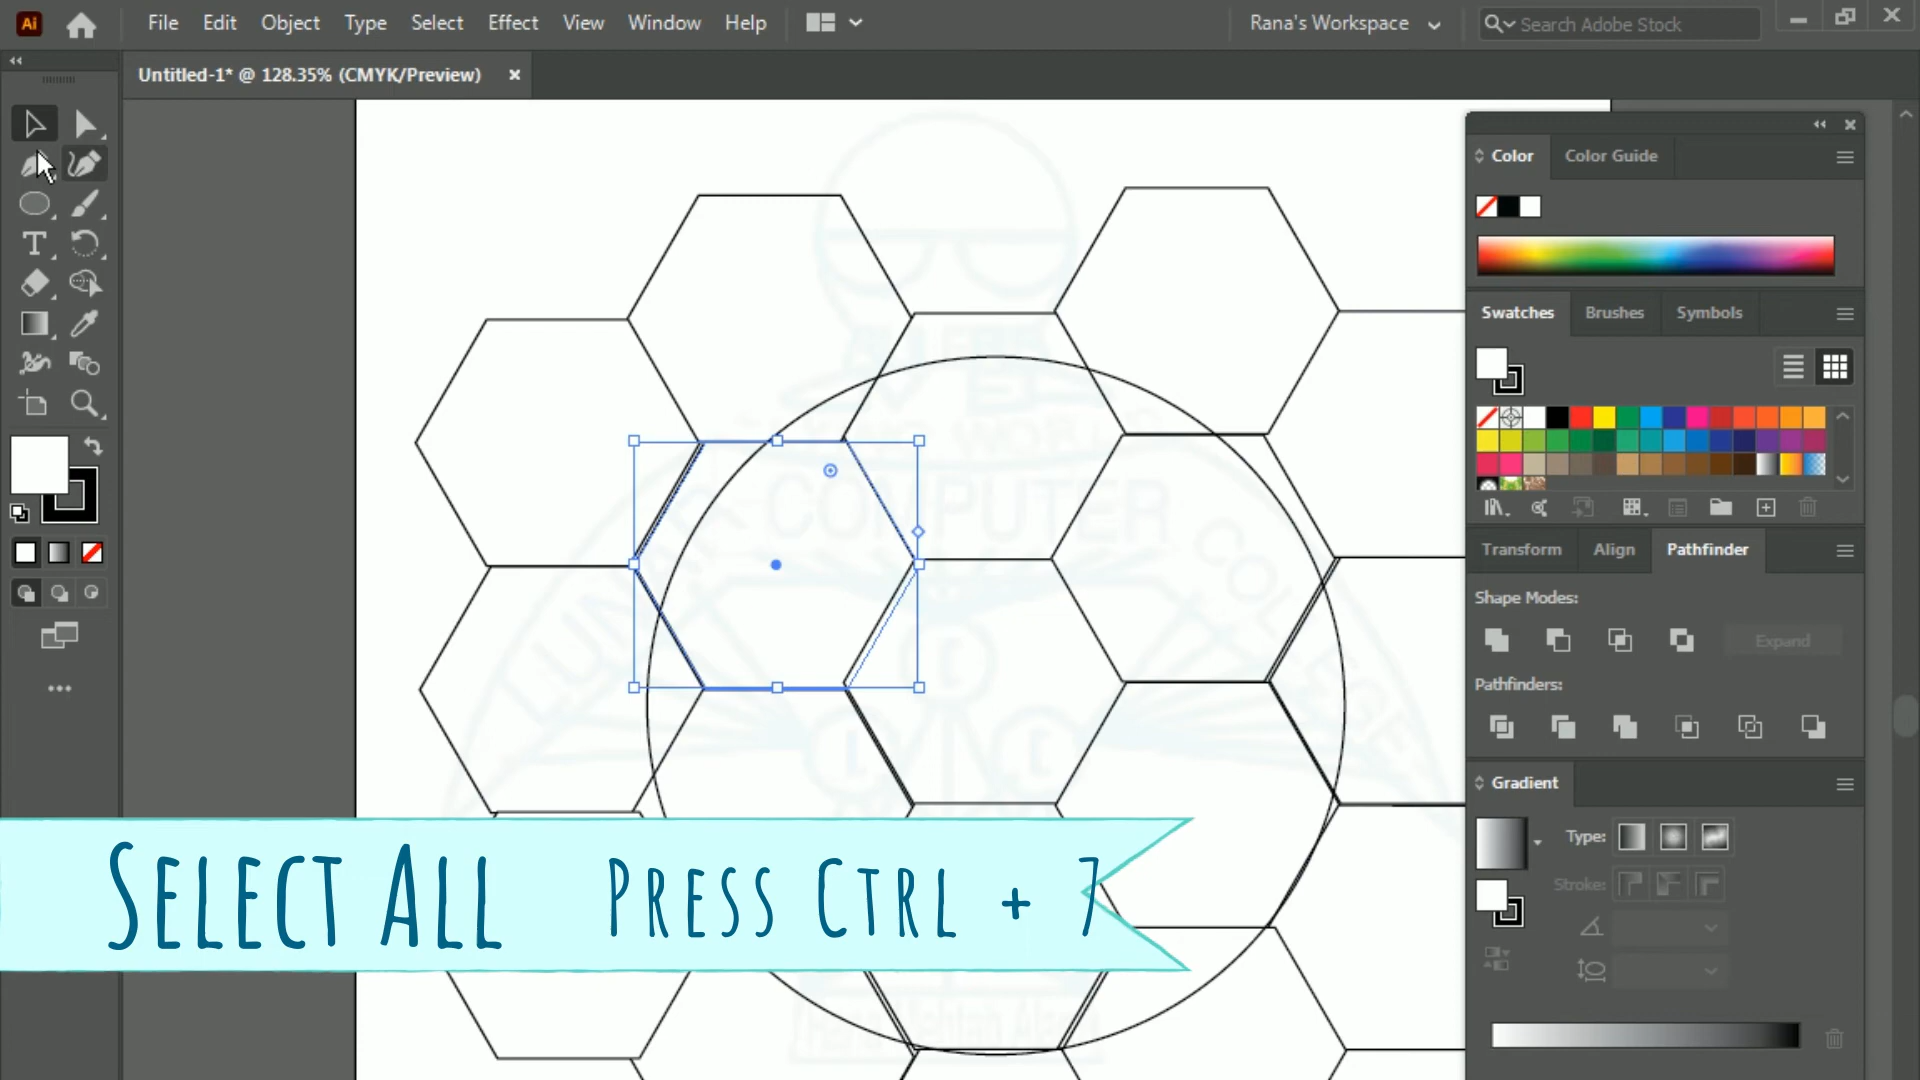 Ai File Edit Object Type Select Effect View Window Help Rana's Workspace Search Adobe Stock
Untitled-1* @ 128.35% (CMYK/Preview)
Color Color Guide
Swatches Brushes Symbols
Transform Align Pathfinder
Shape Modes:
Expand
Pathfinders:
Gradient
Type:
Stroke:
COMPUTER
COLLEGE
SELECT ALL PRESS CTRL + 7